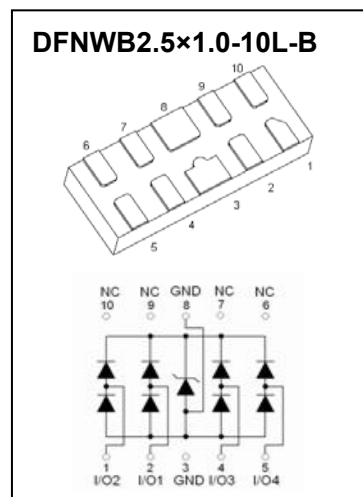 DFNWB2.5×1.0-10L-B
10
9
8
7
6
1
2
3
4
5
NC NC GND NC NC
10 9 8 7 6
1 2 3 4 5
I/O2 I/O1 GND I/O3 I/O4